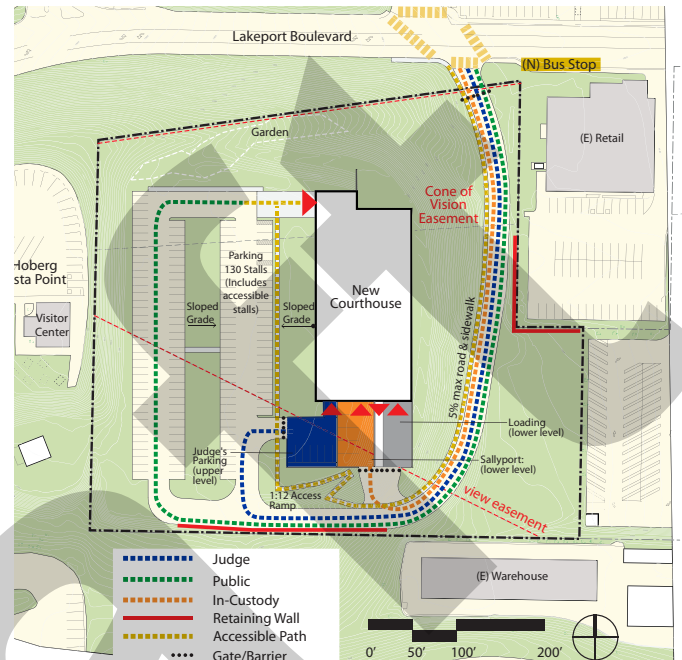 Lakeport Boulevard
(N) Bus Stop
Garden
(E) Retail
Cone of
Vision
Easement
Parking
130 Stalls
(Includes
accessible
stalls)
Hoberg
sta Point
Visitor
Center
Sloped
Grade
Sloped
Grade
New
Courthouse
5% max road & sidewalk
Loading
(lower level)
Judge's
Parking
(upper
level)
Sallyport:
(lower level)
1:12 Access
Ramp
view easement
(E) Warehouse
Judge
Public
In-Custody
Retaining Wall
Accessible Path
Gate/Barrier
0' 50' 100' 200'